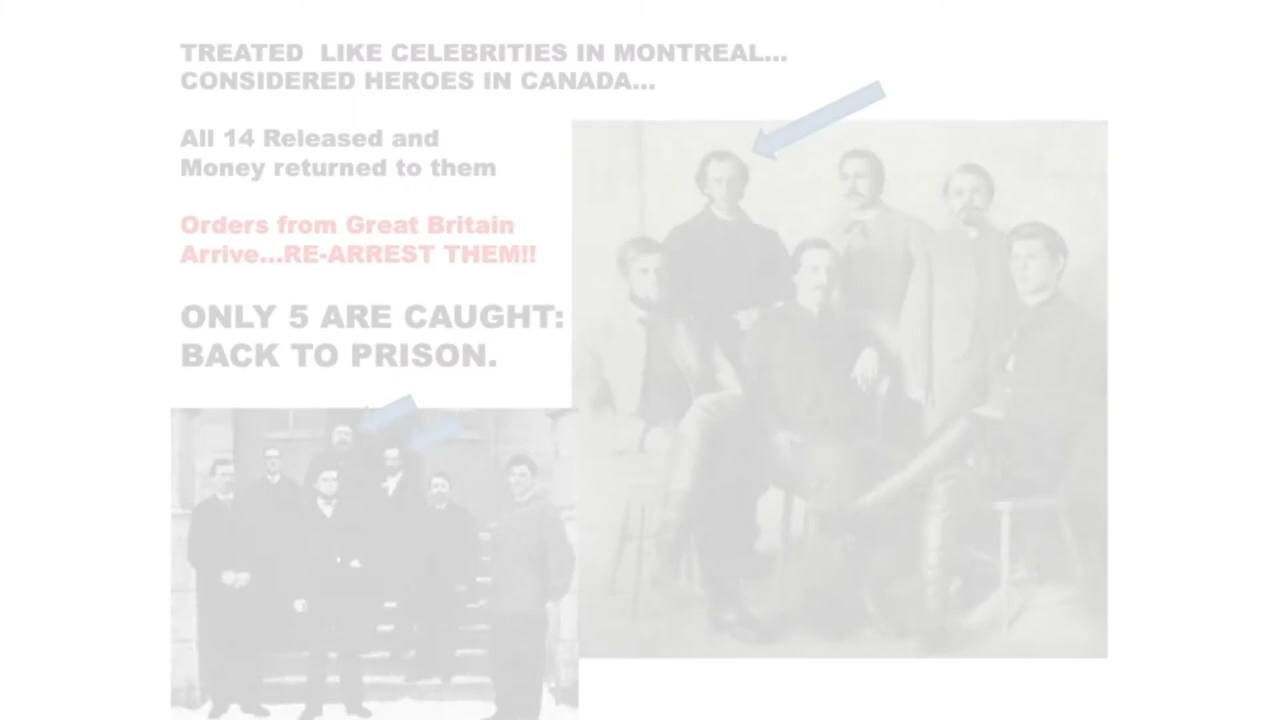 TREATED LIKE CELEBRITIES IN MONTREAL...
CONSIDERED HEROES IN CANADA...
All 14 Released and
Money returned to them
Orders from Great Britain
Arrive...RE-ARREST THEM!!
ONLY 5 ARE CAUGHT:
BACK TO PRISON.